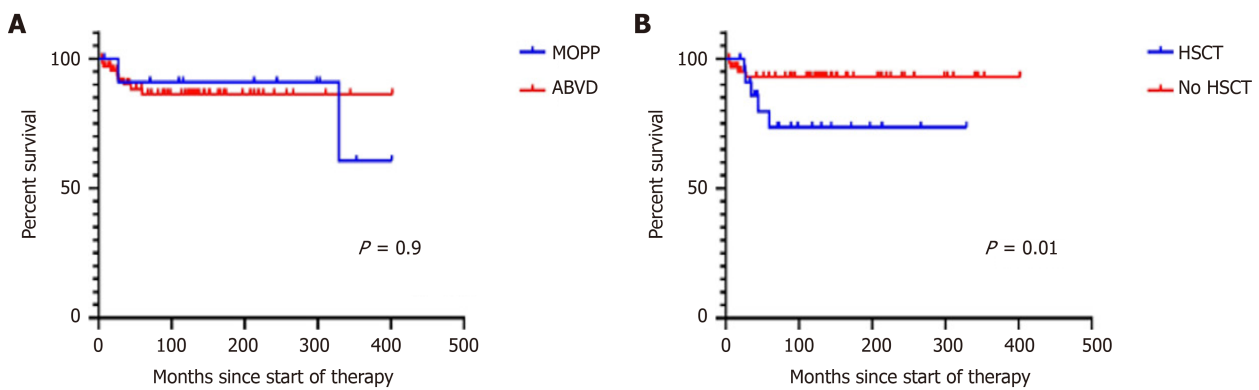 A
Percent survival
100
50
0
0 100 200 300 400 500
Months since start of therapy
MOPP
ABVD
P = 0.9
B
Percent survival
100
50
0
0 100 200 300 400 500
Months since start of therapy
HSCT
No HSCT
P = 0.01